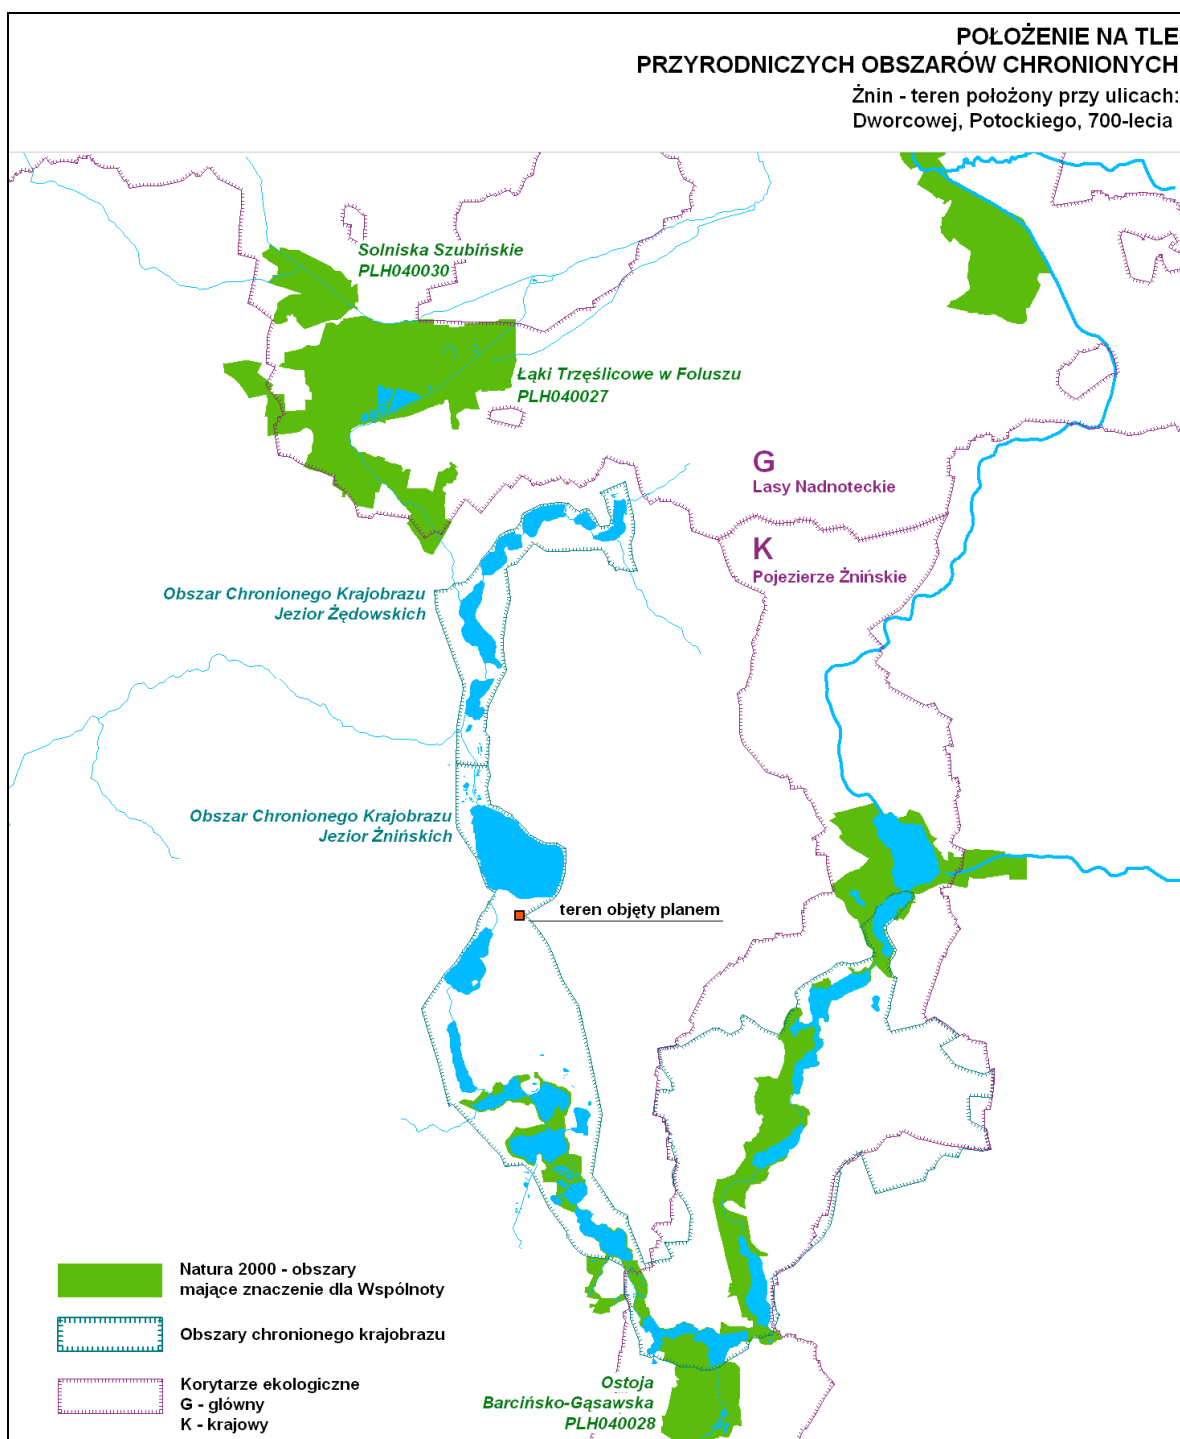 POŁOŻENIE NA TLE
PRZYRODNICZYCH OBSZARÓW CHRONIONYCH
Żnin - teren położony przy ulicach:
Dworcowej, Potockiego, 700-lecia
Solniska Szubińskie
PLH040030
Łąki Trzęślicowe w Foluszu
PLH040027
G
Lasy Nadnoteckie
K
Pojezierze Żnińskie
Obszar Chronionego Krajobrazu
Jezior Żędowskich
Obszar Chronionego Krajobrazu
Jezior Żnińskich
teren objęty planem
Natura 2000 - obszary
mające znaczenie dla Wspólnoty
Obszary chronionego krajobrazu
Korytarze ekologiczne
G - główny
K - krajowy
Ostoja
Barcińsko-Gąsawska
PLH040028